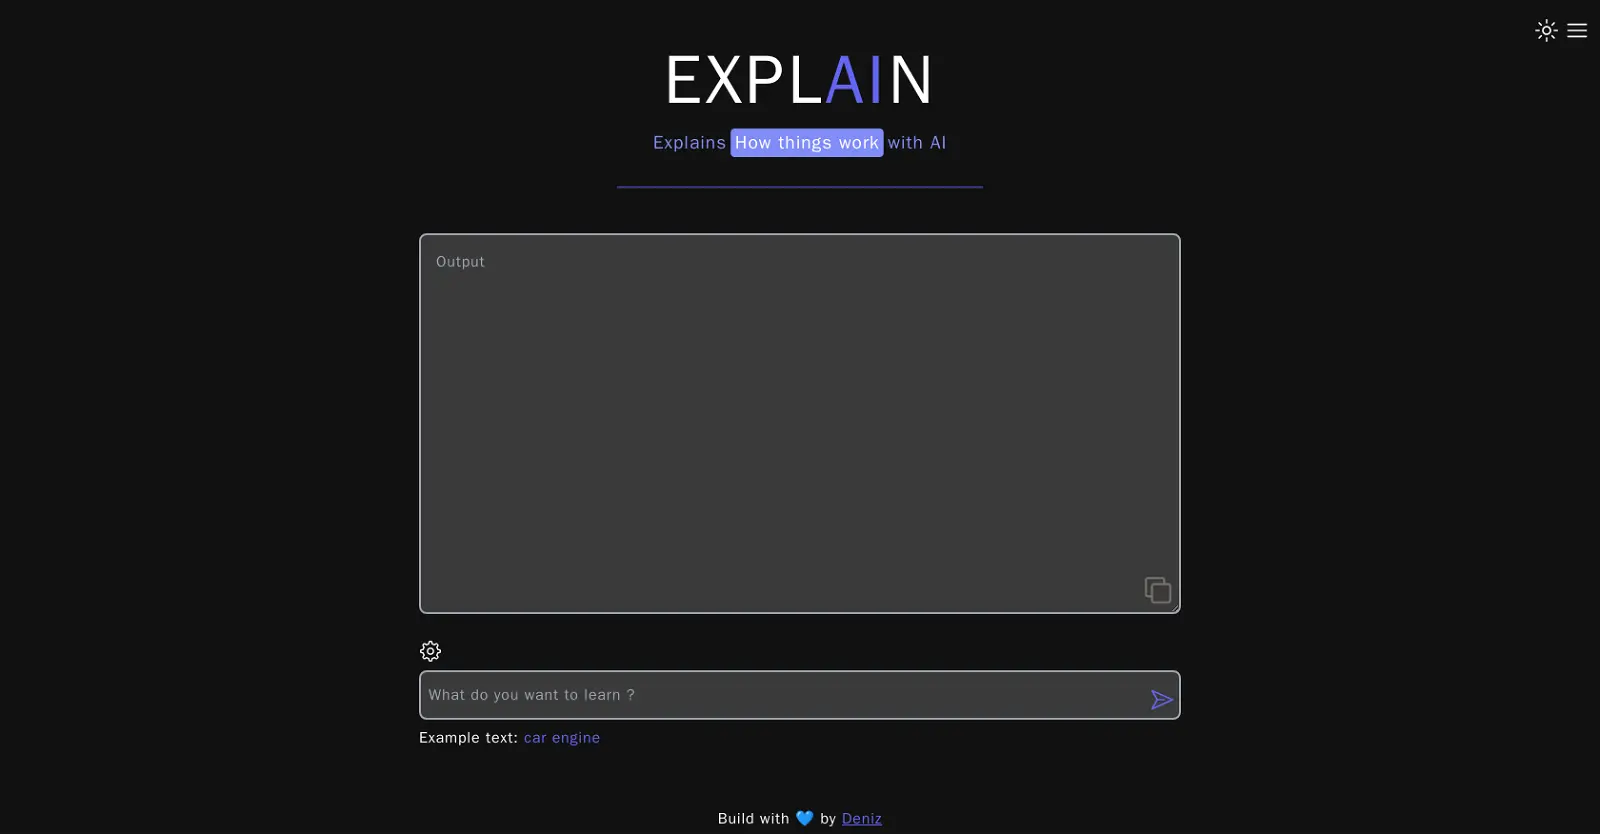 EXPLAIN
Explains How things work with AI
Output
What do you want to learn ?
Example text: car engine
Build with 💙 by Deniz